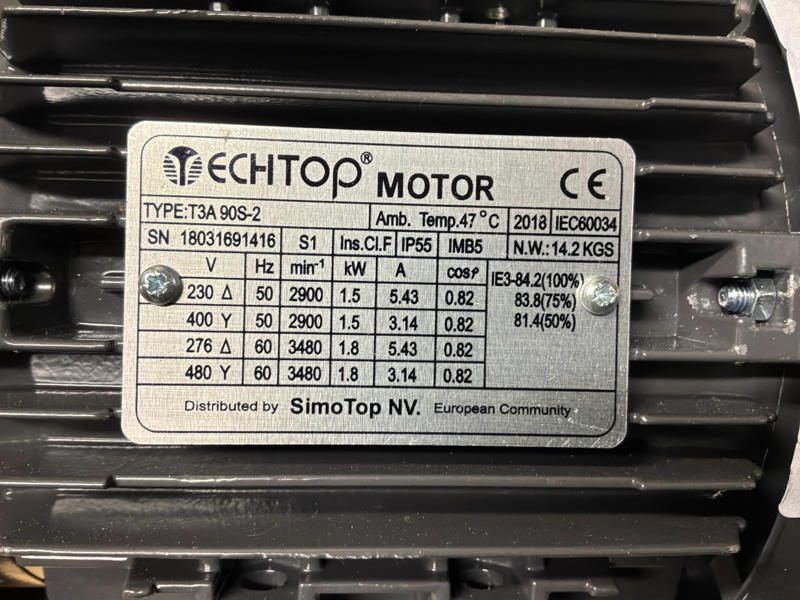 TECHTOP® MOTOR CE
TYPE:T3A 90S-2 Amb. Temp.47°C 2018 IEC60034
SN 18031691416 S1 Ins.Cl.F IP55 IMB5 N.W.:14.2 KGS
V Hz min⁻¹ kW A cosφ
IE3-84.2(100%)
230 Δ 50 2900 1.5 5.43 0.82 83.8(75%)
400 Y 50 2900 1.5 3.14 0.82 81.4(50%)
276 Δ 60 3480 1.8 5.43 0.82
480 Y 60 3480 1.8 3.14 0.82
Distributed by SimoTop NV. European Community